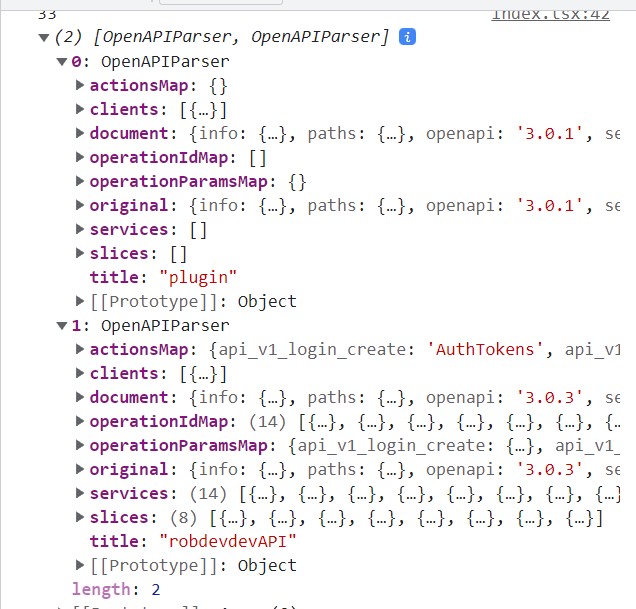 33 index.tsx:42
▼(2) [OpenAPIParser, OpenAPIParser] i
▼0: OpenAPIParser
▶actionsMap: {}
▶clients: [{…}]
▶document: {info: {…}, paths: {…}, openapi: '3.0.1', se
▶operationIdMap: []
▶operationParamsMap: {}
▶original: {info: {…}, paths: {…}, openapi: '3.0.1', se
▶services: []
▶slices: []
title: "plugin"
▶[[Prototype]]: Object
▼1: OpenAPIParser
▶actionsMap: {api_v1_login_create: 'AuthTokens', api_v1
▶clients: [{…}]
▶document: {info: {…}, paths: {…}, openapi: '3.0.3', se
▶operationIdMap: (14) [{…}, {…}, {…}, {…}, {…}, {…}, {
▶operationParamsMap: {api_v1_login_create: {…}, api_v1_
▶original: {info: {…}, paths: {…}, openapi: '3.0.3', se
▶services: (14) [{…}, {…}, {…}, {…}, {…}, {…}, {…}, {…}
▶slices: (8) [{…}, {…}, {…}, {…}, {…}, {…}, {…}, {…}]
title: "robdevdevAPI"
▶[[Prototype]]: Object
length: 2